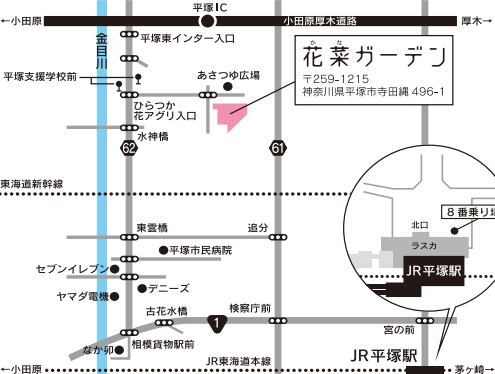 平塚IC
←小田原
小田原厚木道路
厚木→
金目川
平塚東インター入口
花菜ガーデン
かな
〒259-1215
神奈川県平塚市寺田縄 496-1
平塚支援学校前
あさつゆ広場
ひらつか
花アグリ入口
水神橋
62
61
東海道新幹線
8番乗り場
北口
ラスカ
東雲橋
追分
平塚市民病院
JR平塚駅
セブンイレブン
デニーズ
ヤマダ電機
古花水橋
1
検察庁前
宮の前
なか卯
相模貨物駅前
JR東海道本線
JR平塚駅
←小田原
茅ヶ崎→